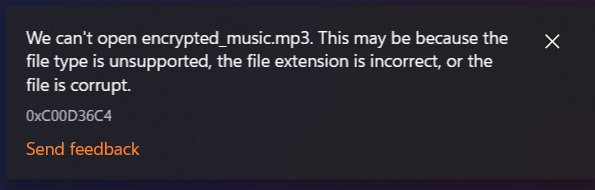 We can't open encrypted_music.mp3. This may be because the
file type is unsupported, the file extension is incorrect, or the
file is corrupt.
0xC00D36C4
Send feedback